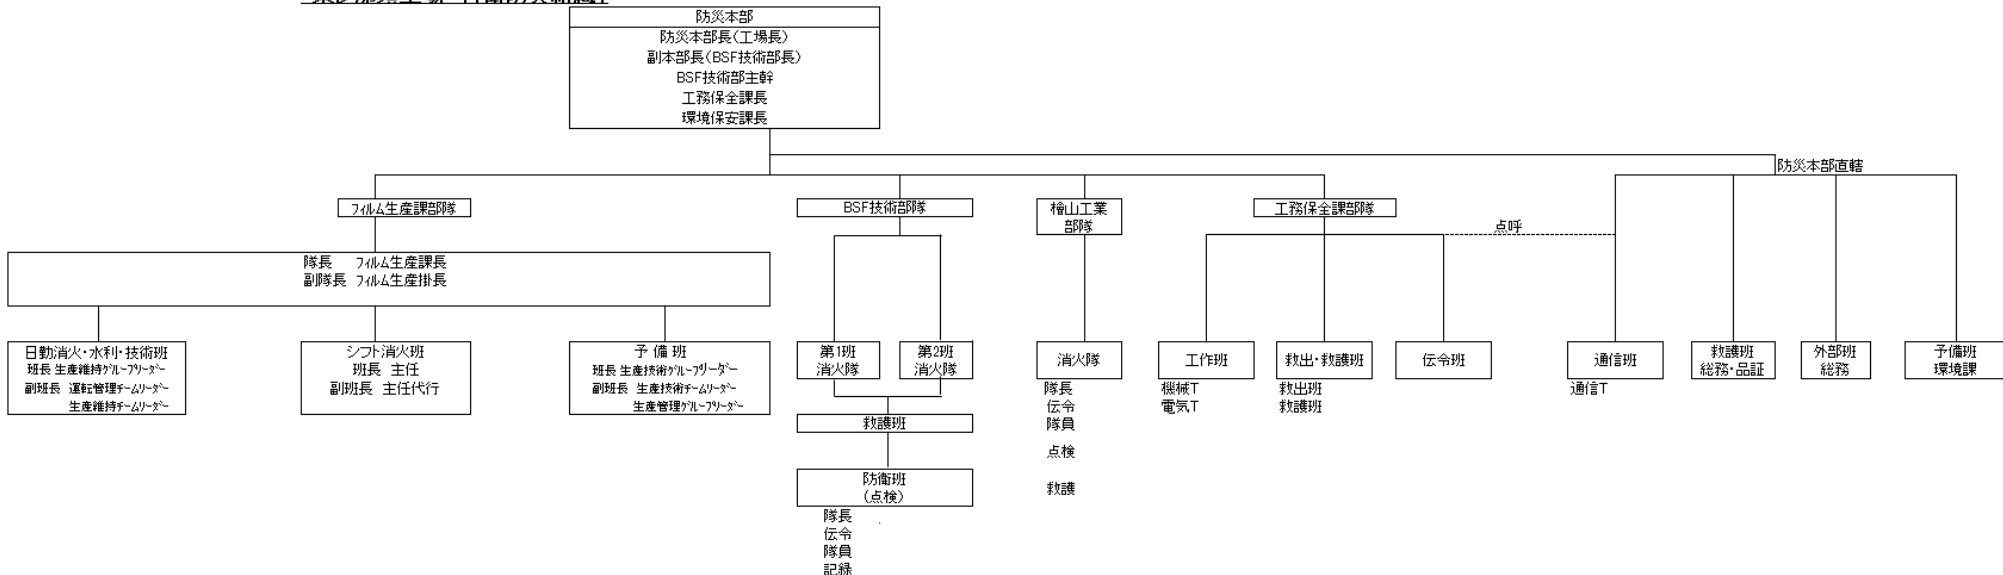 防災本部
防災本部長(工場長)
副本部長(BSF技術部長)
BSF技術部主幹
工務保全課長
環境保安課長
防災本部直轄
フィルム生産課部隊
BSF技術部隊
檜山工業
部隊
工務保全課部隊
点呼
隊長 フィルム生産課長
副隊長 フィルム生産掛長
日勤消火・水利・技術班
班長 生産維持グループリーダー
副班長 運転管理チームリーダー
生産維持チームリーダー
シフト消火班
班長 主任
副班長 主任代行
予備班
班長 生産技術グループリーダー
副班長 生産技術チームリーダー
生産管理グループリーダー
第1班
消火隊
第2班
消火隊
救護班
防衛班
(点検)
隊長
伝令
隊員
記録
消火隊
隊長
伝令
隊員
点検
救護
工作班
機械T
電気T
救出・救護班
救出班
救護班
伝令班
通信班
通信T
救護班
総務・品証
外部班
総務
予備班
環境課